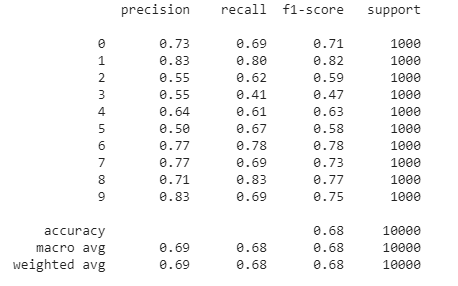 precision recall f1-score support
0 0.73 0.69 0.71 1000
1 0.83 0.80 0.82 1000
2 0.55 0.62 0.59 1000
3 0.55 0.41 0.47 1000
4 0.64 0.61 0.63 1000
5 0.50 0.67 0.58 1000
6 0.77 0.78 0.78 1000
7 0.77 0.69 0.73 1000
8 0.71 0.83 0.77 1000
9 0.83 0.69 0.75 1000
accuracy 0.68 10000
macro avg 0.69 0.68 0.68 10000
weighted avg 0.69 0.68 0.68 10000